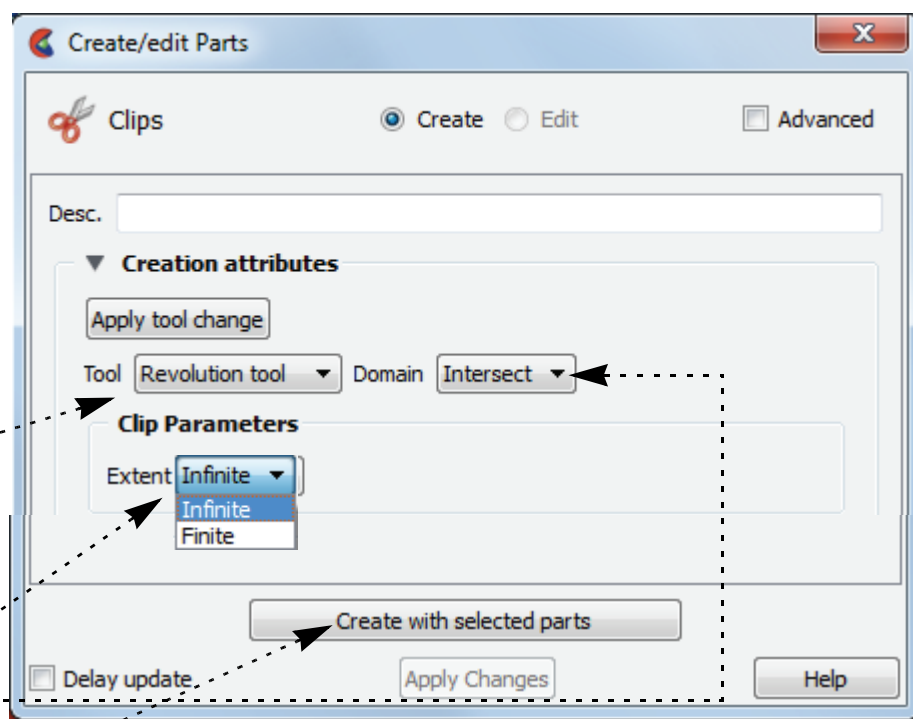 Create/edit Parts
X
Clips Create Edit Advanced
Desc.
Creation attributes
Apply tool change
Tool Revolution tool Domain Intersect
Clip Parameters
Extent Infinite
Infinite
Finite
Create with selected parts
Delay update Apply Changes Help